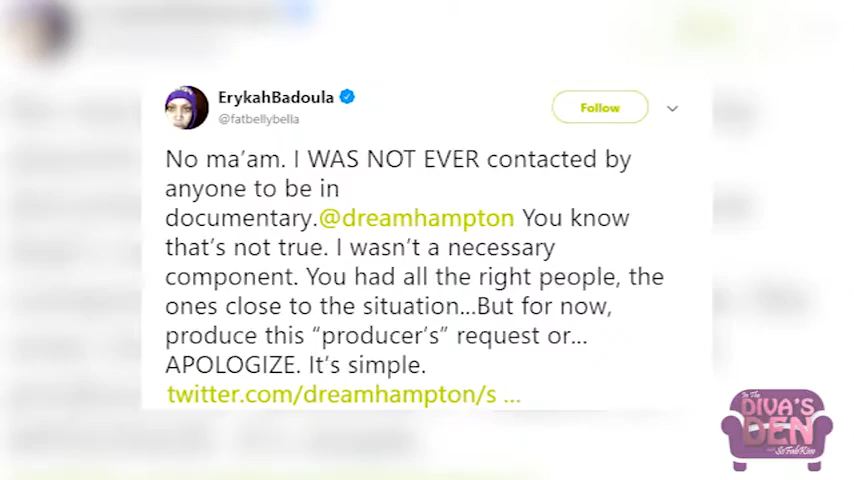 ErykahBadoula
@fatbellybella
Follow
No ma'am. I WAS NOT EVER contacted by
anyone to be in
documentary.@dreamhampton You know
that's not true. I wasn't a necessary
component. You had all the right people, the
ones close to the situation...But for now,
produce this "producer's" request or...
APOLOGIZE. It's simple.
twitter.com/dreamhampton/s ...
In The
DIVA'S
DEN
with SoFabKim